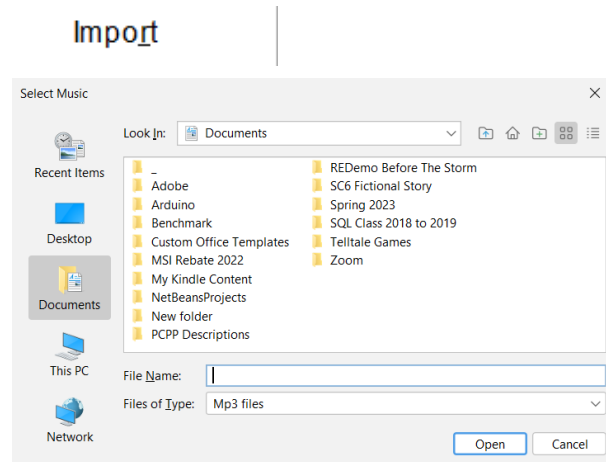 Import
Select Music
Look In: Documents
Recent Items
Desktop
Documents
This PC
Network
_
Adobe
Arduino
Benchmark
Custom Office Templates
MSI Rebate 2022
My Kindle Content
NetBeansProjects
New folder
PCPP Descriptions
REDemo Before The Storm
SC6 Fictional Story
Spring 2023
SQL Class 2018 to 2019
Telltale Games
Zoom
File Name:
Files of Type: Mp3 files
Open Cancel